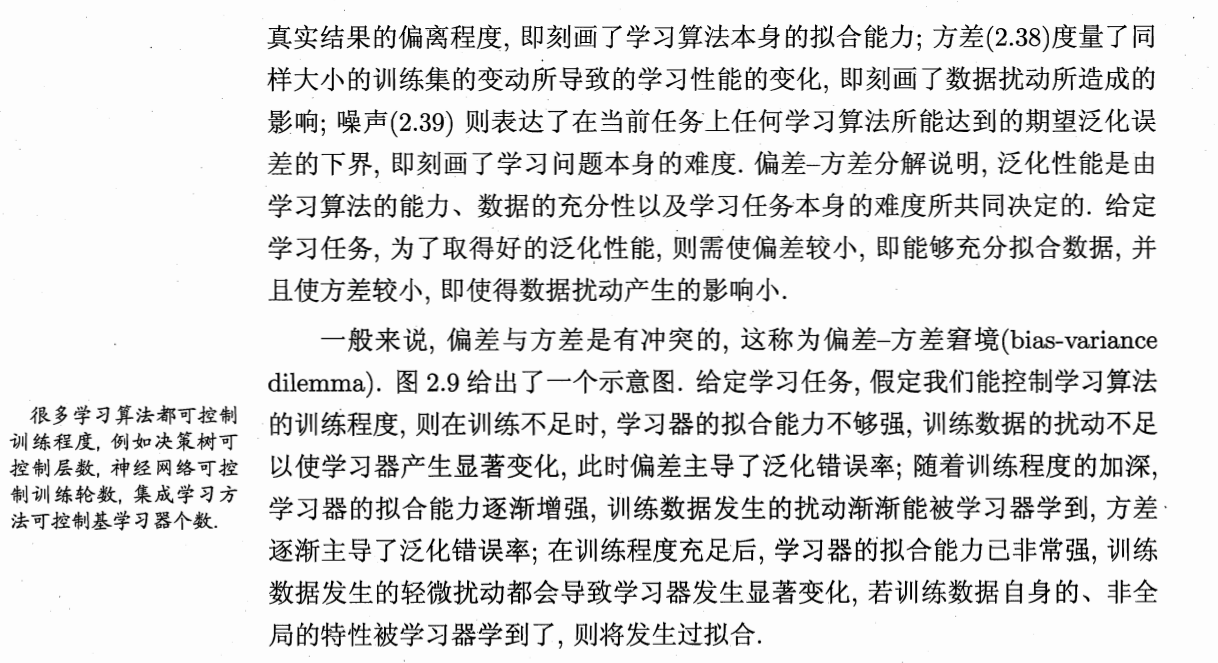 真实结果的偏离程度, 即刻画了学习算法本身的拟合能力; 方差(2.38)度量了同
样大小的训练集的变动所导致的学习性能的变化, 即刻画了数据扰动所造成的
影响; 噪声(2.39) 则表达了在当前任务上任何学习算法所能达到的期望泛化误
差的下界, 即刻画了学习问题本身的难度. 偏差–方差分解说明, 泛化性能是由
学习算法的能力、数据的充分性以及学习任务本身的难度所共同决定的. 给定
学习任务, 为了取得好的泛化性能, 则需使偏差较小, 即能够充分拟合数据, 并
且使方差较小, 即使得数据扰动产生的影响小.
一般来说, 偏差与方差是有冲突的, 这称为偏差–方差窘境(bias-variance
dilemma). 图 2.9 给出了一个示意图. 给定学习任务, 假定我们能控制学习算法
的训练程度, 则在训练不足时, 学习器的拟合能力不够强, 训练数据的扰动不足
以使学习器产生显著变化, 此时偏差主导了泛化错误率; 随着训练程度的加深,
学习器的拟合能力逐渐增强, 训练数据发生的扰动渐渐能被学习器学到, 方差
逐渐主导了泛化错误率; 在训练程度充足后, 学习器的拟合能力已非常强, 训练
数据发生的轻微扰动都会导致学习器发生显著变化, 若训练数据自身的、非全
局的特性被学习器学到了, 则将发生过拟合.
很多学习算法都可控制
训练程度, 例如决策树可
控制层数, 神经网络可控
制训练轮数, 集成学习方
法可控制基学习器个数.